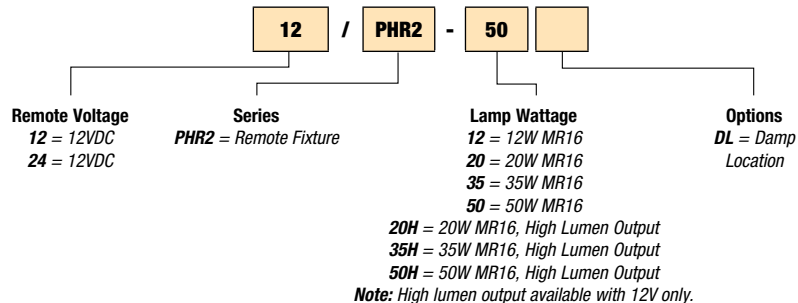 12 / PHR2 - 50
Remote Voltage
12 = 12VDC
24 = 12VDC
Series
PHR2 = Remote Fixture
Lamp Wattage
12 = 12W MR16
20 = 20W MR16
35 = 35W MR16
50 = 50W MR16
20H = 20W MR16, High Lumen Output
35H = 35W MR16, High Lumen Output
50H = 50W MR16, High Lumen Output
Note: High lumen output available with 12V only.
Options
DL = Damp
Location